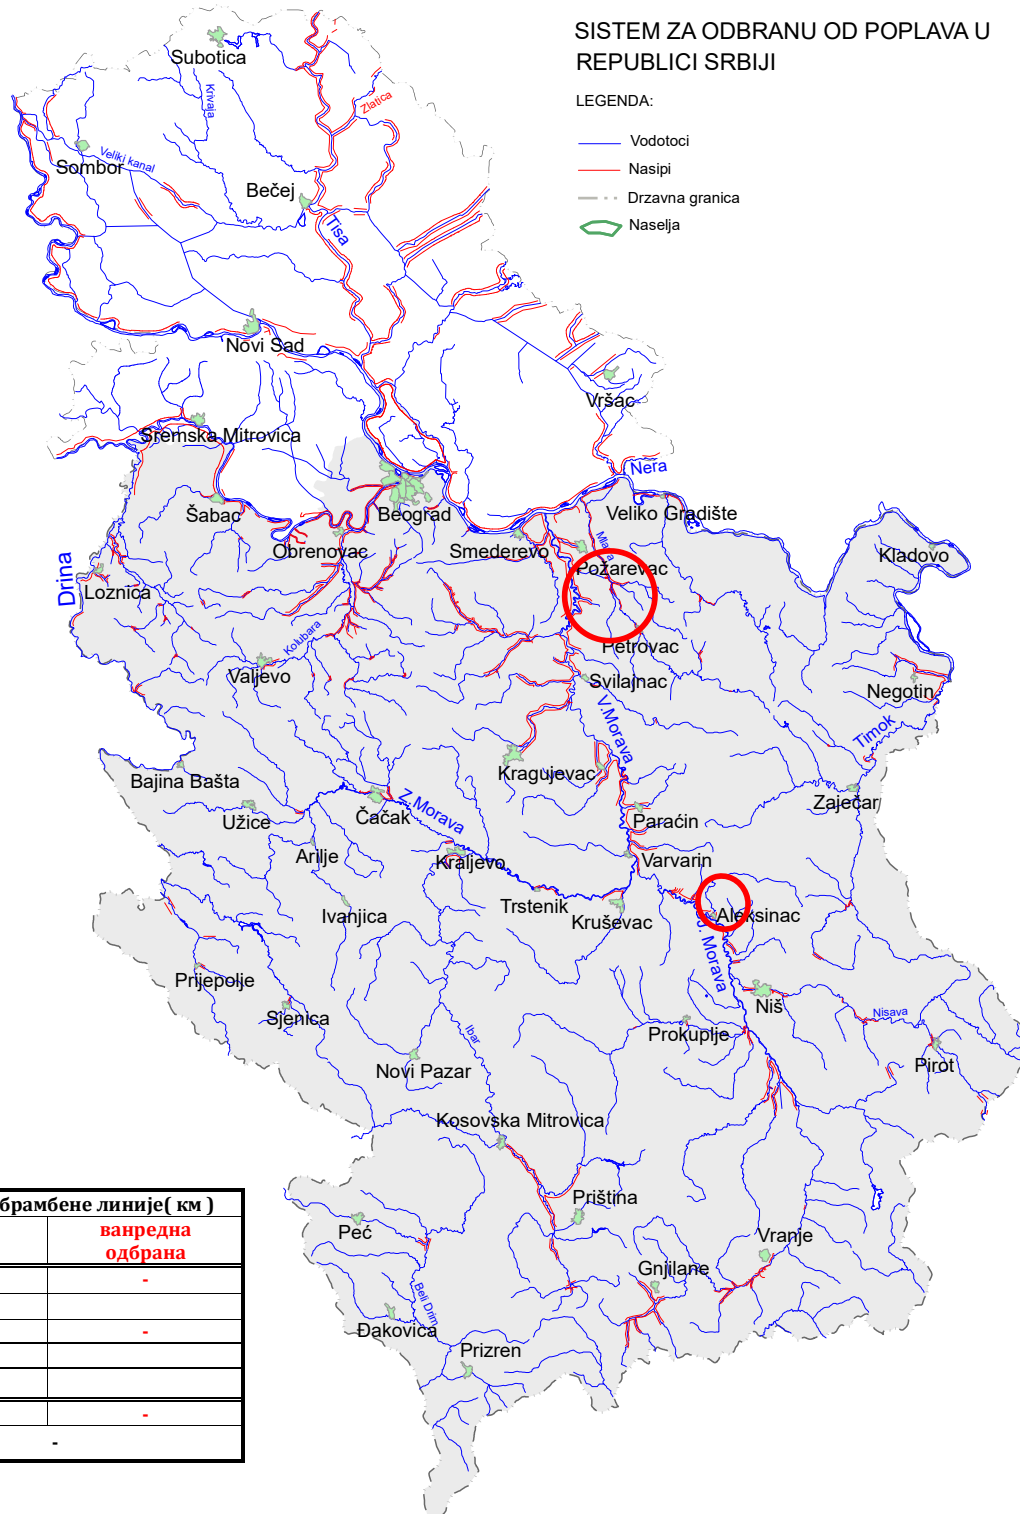 SISTEM ZA ODBRANU OD POPLAVA U
REPUBLICI SRBIJI
LEGENDA:
Vodotoci
Nasipi
Drzavna granica
Naselja
Subotica
Krivaja
Zlatica
Sombor
Veliki kanal
Bečej
Tisa
Novi Sad
Vršac
Sremska Mitrovica
Nera
Šabac
Beograd
Veliko Gradište
Obrenovac
Smederevo
Kladovo
Drina
Loznica
Požarevac
Kolubara
Petrovac
Valjevo
Svilajnac
Negotin
V.Morava
Timok
Bajina Bašta
Kragujevac
Zaječar
Užice
Čačak
Z.Morava
Paraćin
Arilje
Kraljevo
Varvarin
Ivanjica
Trstenik
Kruševac
Aleksinac
J. Morava
Prijepolje
Sjenica
Niš
Nisava
Ibar
Prokuplje
Novi Pazar
Pirot
Kosovska Mitrovica
Priština
Peć
Vranje
Gnjilane
Beli Drim
Đakovica
Prizren
брамбене линије( км )
ванредна
одбрана
-
-
-
-